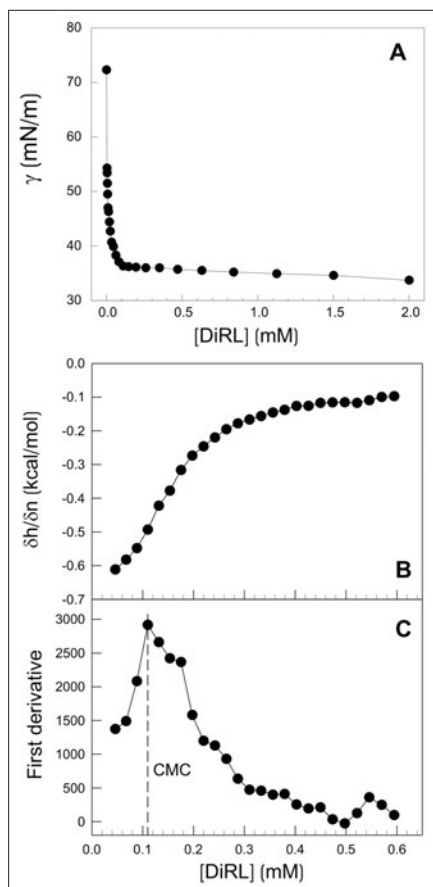 A
80
70
60
50
40
30
γ (mN/m)
0.0 0.5 1.0 1.5 2.0
[DiRL] (mM)
0.0
-0.1
-0.2
-0.3
-0.4
-0.5
-0.6
-0.7
δh/δn (kcal/mol)
B
C
3000
2500
2000
1500
1000
500
0
First derivative
CMC
0.0 0.1 0.2 0.3 0.4 0.5 0.6
[DiRL] (mM)